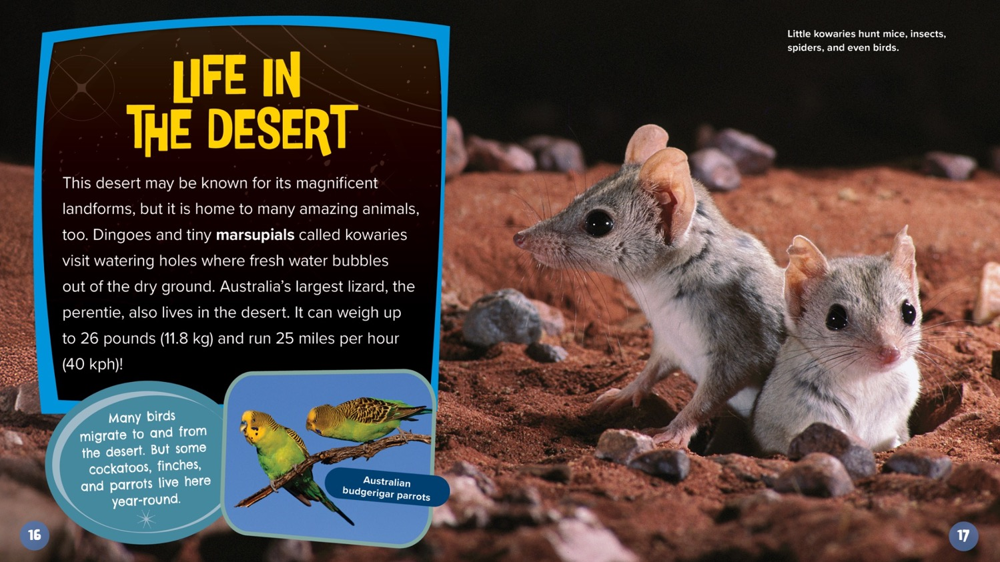 LIFE IN
THE DESERT
This desert may be known for its magnificent
landforms, but it is home to many amazing animals,
too. Dingoes and tiny marsupials called kowaries
visit watering holes where fresh water bubbles
out of the dry ground. Australia’s largest lizard, the
perentie, also lives in the desert. It can weigh up
to 26 pounds (11.8 kg) and run 25 miles per hour
(40 kph)!
Many birds
migrate to and from
the desert. But some
cockatoos, finches,
and parrots live here
year-round.
Australian
budgerigar parrots
16
Little kowaries hunt mice, insects,
spiders, and even birds.
17